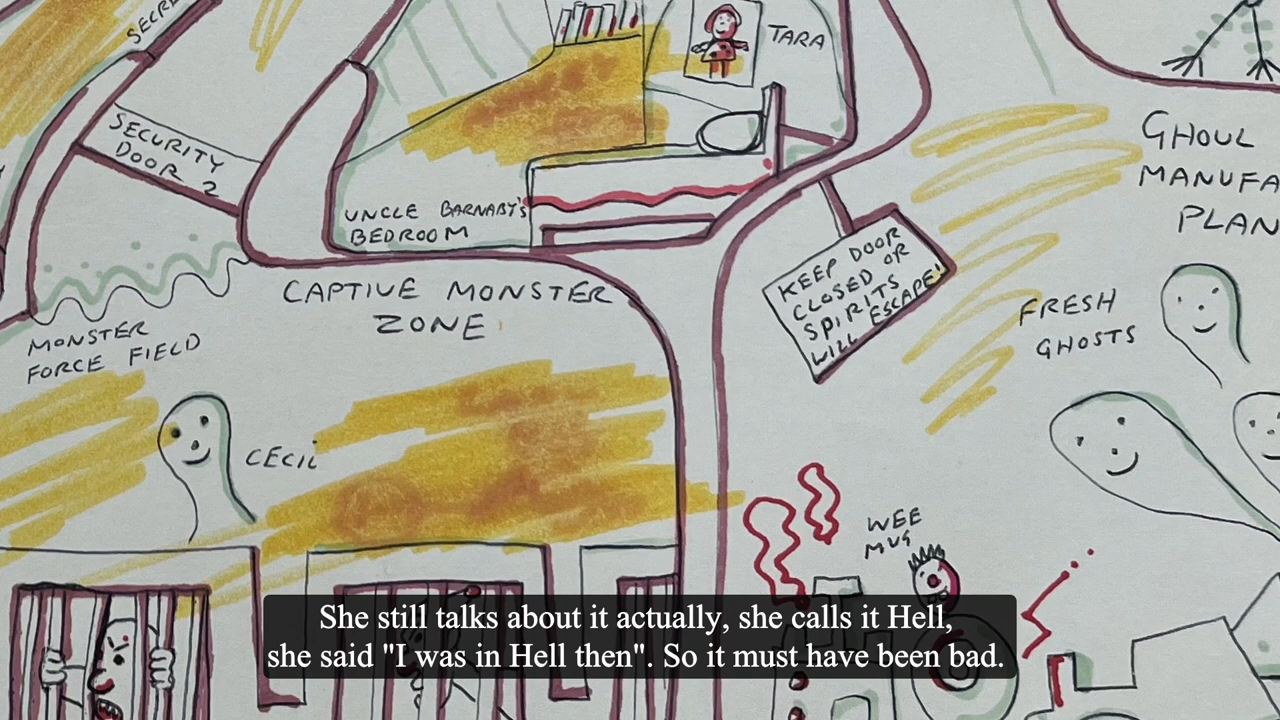 SECRE
TARA
SECURITY
DOOR 2
GHOUL
MANUFA
PLAN
UNCLE BARNABY'S
BEDROOM
KEEP DOOR
CLOSED OR
SPIRITS
WILL ESCAPE!
CAPTIVE MONSTER
ZONE
MONSTER
FORCE FIELD
FRESH
GHOSTS
CECIL
WEE
MUG
She still talks about it actually, she calls it Hell,
she said "I was in Hell then". So it must have been bad.